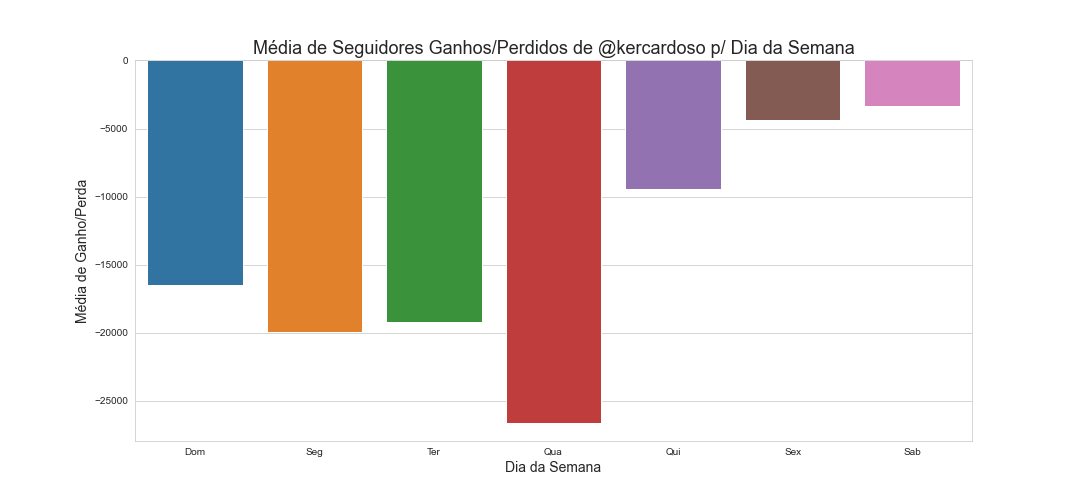 Média de Seguidores Ganhos/Perdidos de @kercardoso p/ Dia da Semana
Média de Ganho/Perda
0
−5000
−10000
−15000
−20000
−25000
Dom Seg Ter Qua Qui Sex Sab
Dia da Semana